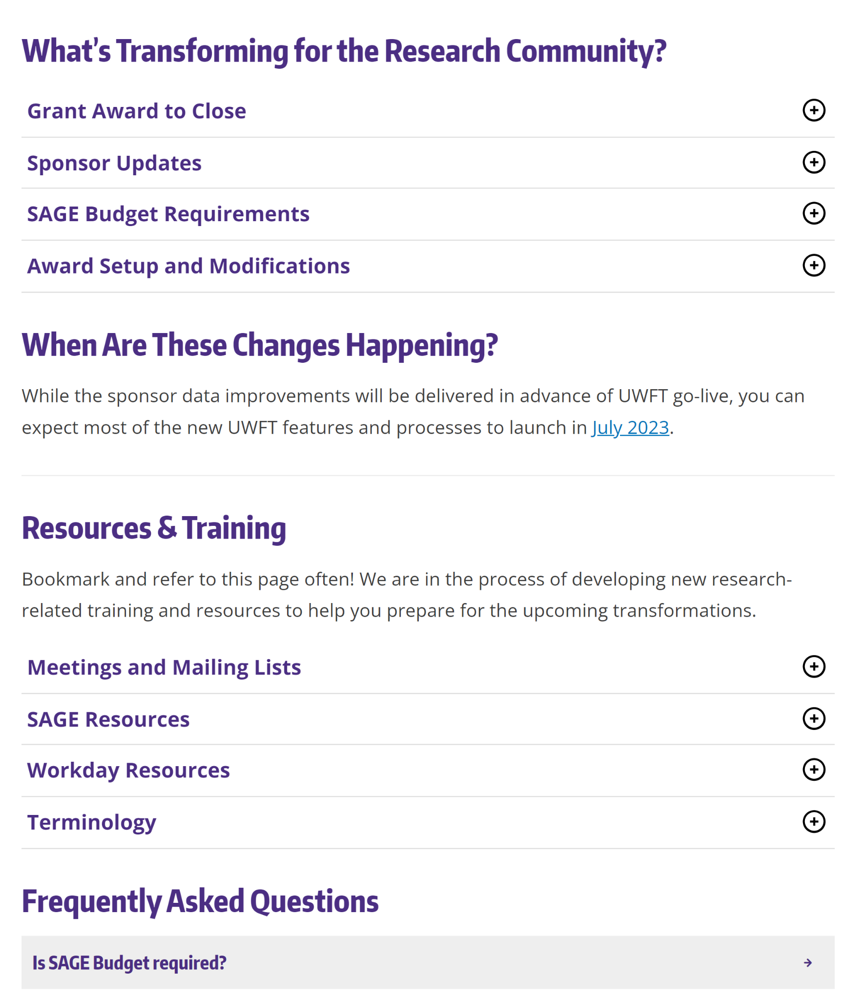 What’s Transforming for the Research Community?
Grant Award to Close
Sponsor Updates
SAGE Budget Requirements
Award Setup and Modifications
When Are These Changes Happening?
While the sponsor data improvements will be delivered in advance of UWFT go-live, you can
expect most of the new UWFT features and processes to launch in July 2023.
Resources & Training
Bookmark and refer to this page often! We are in the process of developing new research-
related training and resources to help you prepare for the upcoming transformations.
Meetings and Mailing Lists
SAGE Resources
Workday Resources
Terminology
Frequently Asked Questions
Is SAGE Budget required?